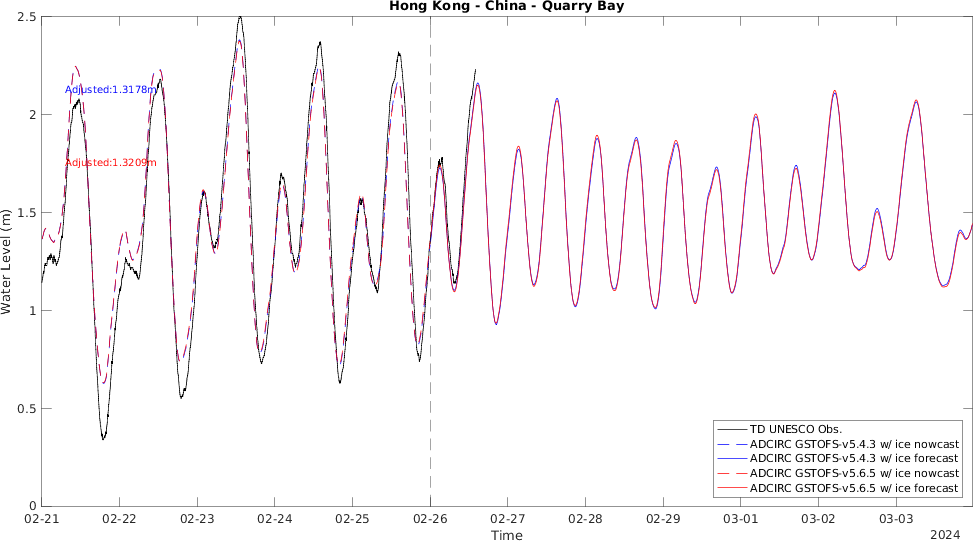 Hong Kong - China - Quarry Bay
2.5
2
1.5
1
0.5
0
Water Level (m)
Adjusted:1.3178m
Adjusted:1.3209m
TD UNESCO Obs.
ADCIRC GSTOFS-v5.4.3 w/ ice nowcast
ADCIRC GSTOFS-v5.4.3 w/ ice forecast
ADCIRC GSTOFS-v5.6.5 w/ ice nowcast
ADCIRC GSTOFS-v5.6.5 w/ ice forecast
02-21 02-22 02-23 02-24 02-25 02-26 02-27 02-28 02-29 03-01 03-02 03-03
Time
2024